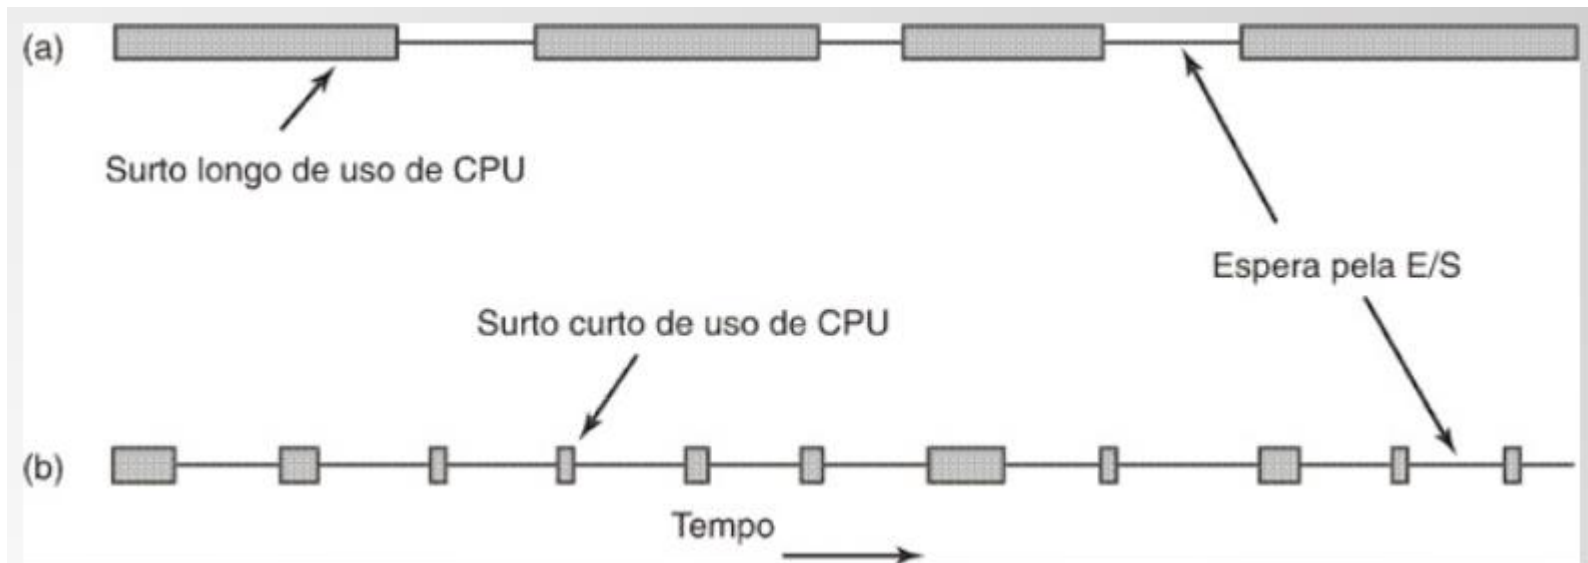 (a)
Surto longo de uso de CPU
Espera pela E/S
Surto curto de uso de CPU
(b)
Tempo